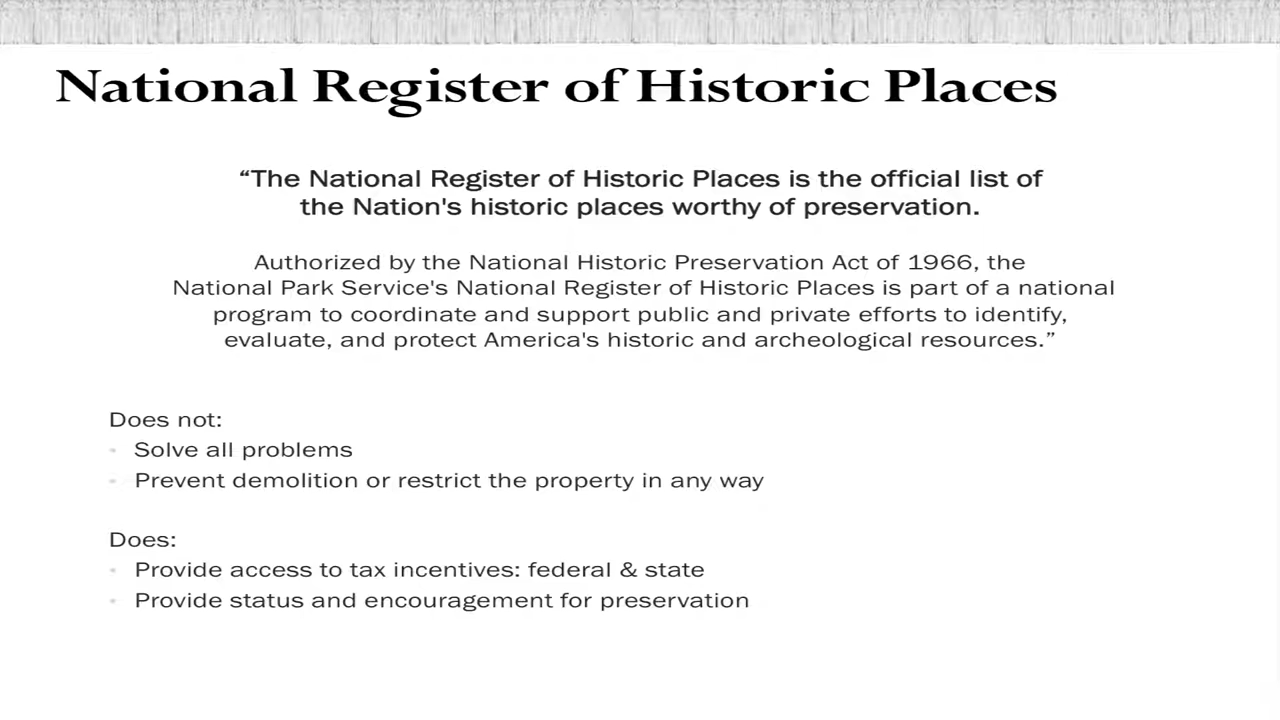 National Register of Historic Places
“The National Register of Historic Places is the official list of
the Nation's historic places worthy of preservation.
Authorized by the National Historic Preservation Act of 1966, the
National Park Service's National Register of Historic Places is part of a national
program to coordinate and support public and private efforts to identify,
evaluate, and protect America's historic and archeological resources.”
Does not:
• Solve all problems
• Prevent demolition or restrict the property in any way
Does:
• Provide access to tax incentives: federal & state
• Provide status and encouragement for preservation